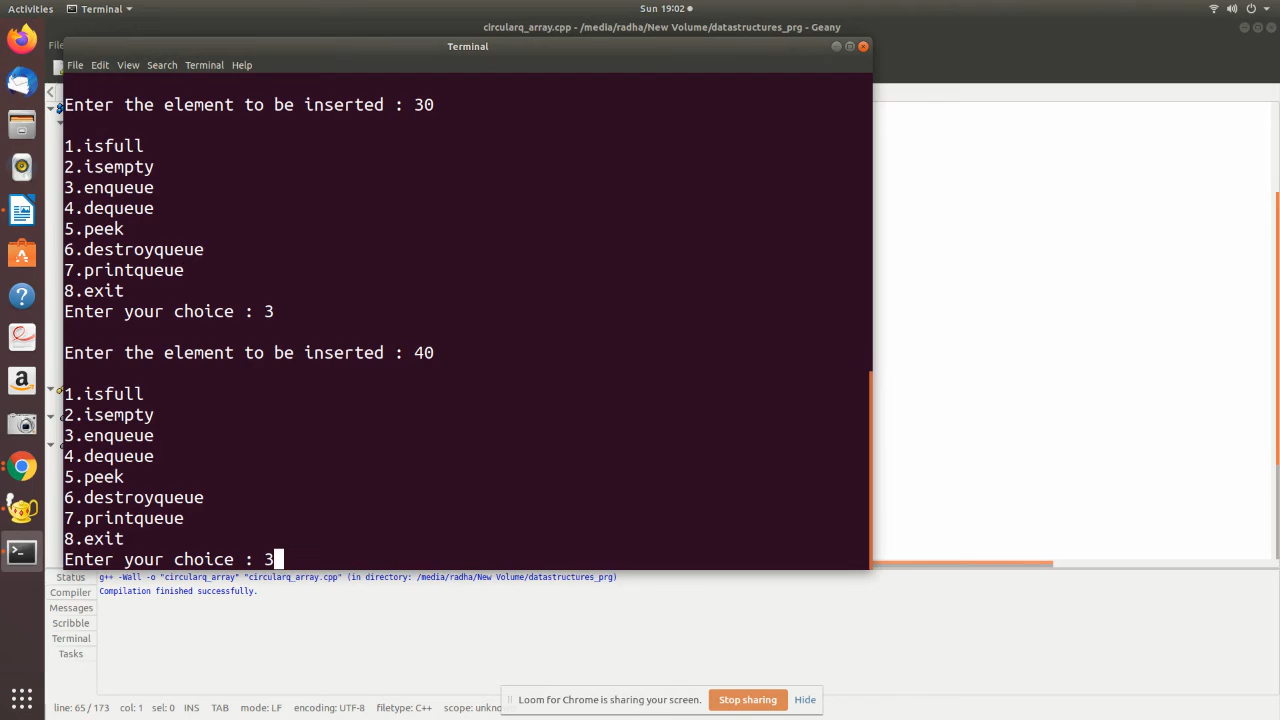 Activities
Terminal
Sun 19:02
circularq_array.cpp - /media/radha/New Volume/datastructures_prg - Geany
Terminal
File Edit View Search Terminal Help
Enter the element to be inserted : 30
1.isfull
2.isempty
3.enqueue
4.dequeue
5.peek
6.destroyqueue
7.printqueue
8.exit
Enter your choice : 3
Enter the element to be inserted : 40
1.isfull
2.isempty
3.enqueue
4.dequeue
5.peek
6.destroyqueue
7.printqueue
8.exit
Enter your choice : 3
Status
g++ -Wall -o "circularq_array" "circularq_array.cpp" (in directory: /media/radha/New Volume/datastructures_prg)
Compiler
Compilation finished successfully.
Messages
Scribble
Terminal
Tasks
Loom for Chrome is sharing your screen. Stop sharing Hide
line: 65 / 173 col: 1 sel: 0 INS TAB mode: LF encoding: UTF-8 filetype: C++ scope: unkno